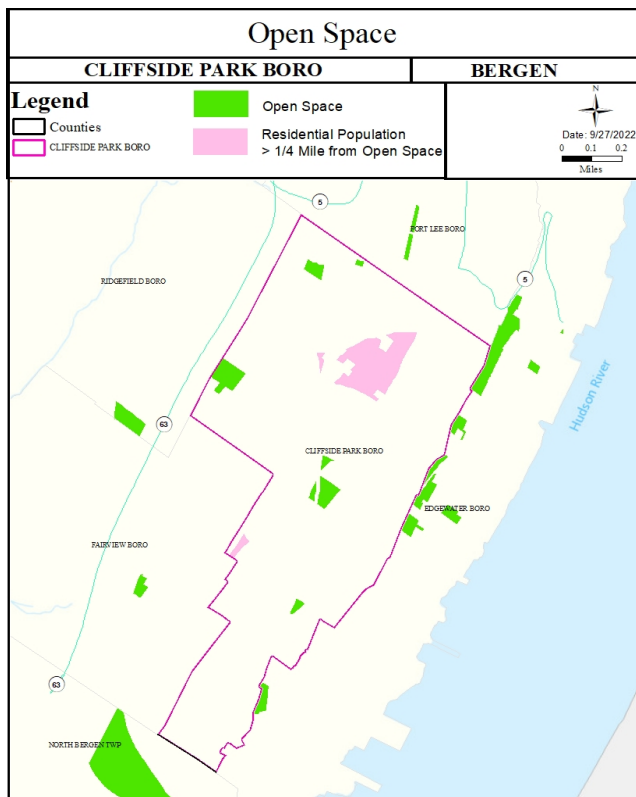 Open Space
CLIFFSIDE PARK BORO
BERGEN
Legend
Counties
CLIFFSIDE PARK BORO
Open Space
Residential Population
> 1/4 Mile from Open Space
N
Date: 9/27/2022
0 0.1 0.2
Miles
5
FORT LEE BORO
RIDGEFIELD BORO
5
Hudson River
63
CLIFFSIDE PARK BORO
EDGEWATER BORO
FAIRVIEW BORO
63
NORTH BERGEN TWP